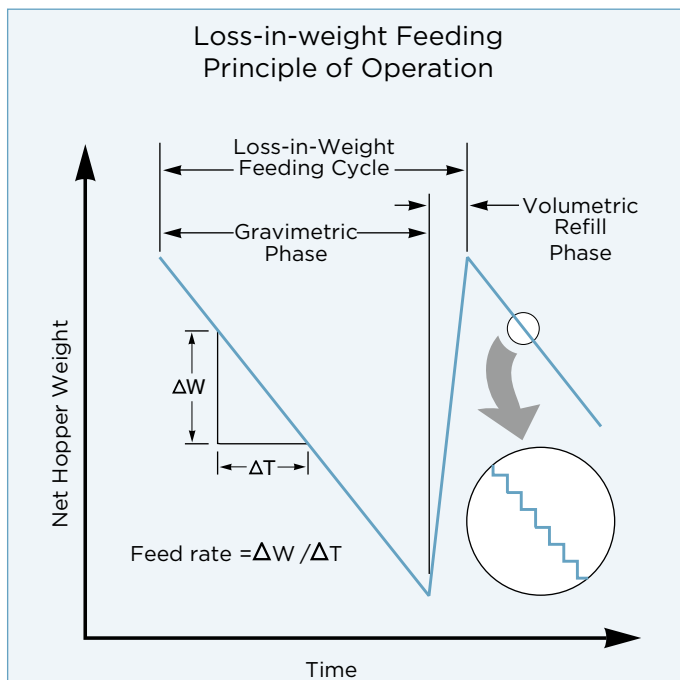 Loss-in-weight Feeding
Principle of Operation
Loss-in-Weight
Feeding Cycle
Gravimetric
Phase
Volumetric
Refill
Phase
Net Hopper Weight
ΔW
ΔT
Feed rate =ΔW /ΔT
Time